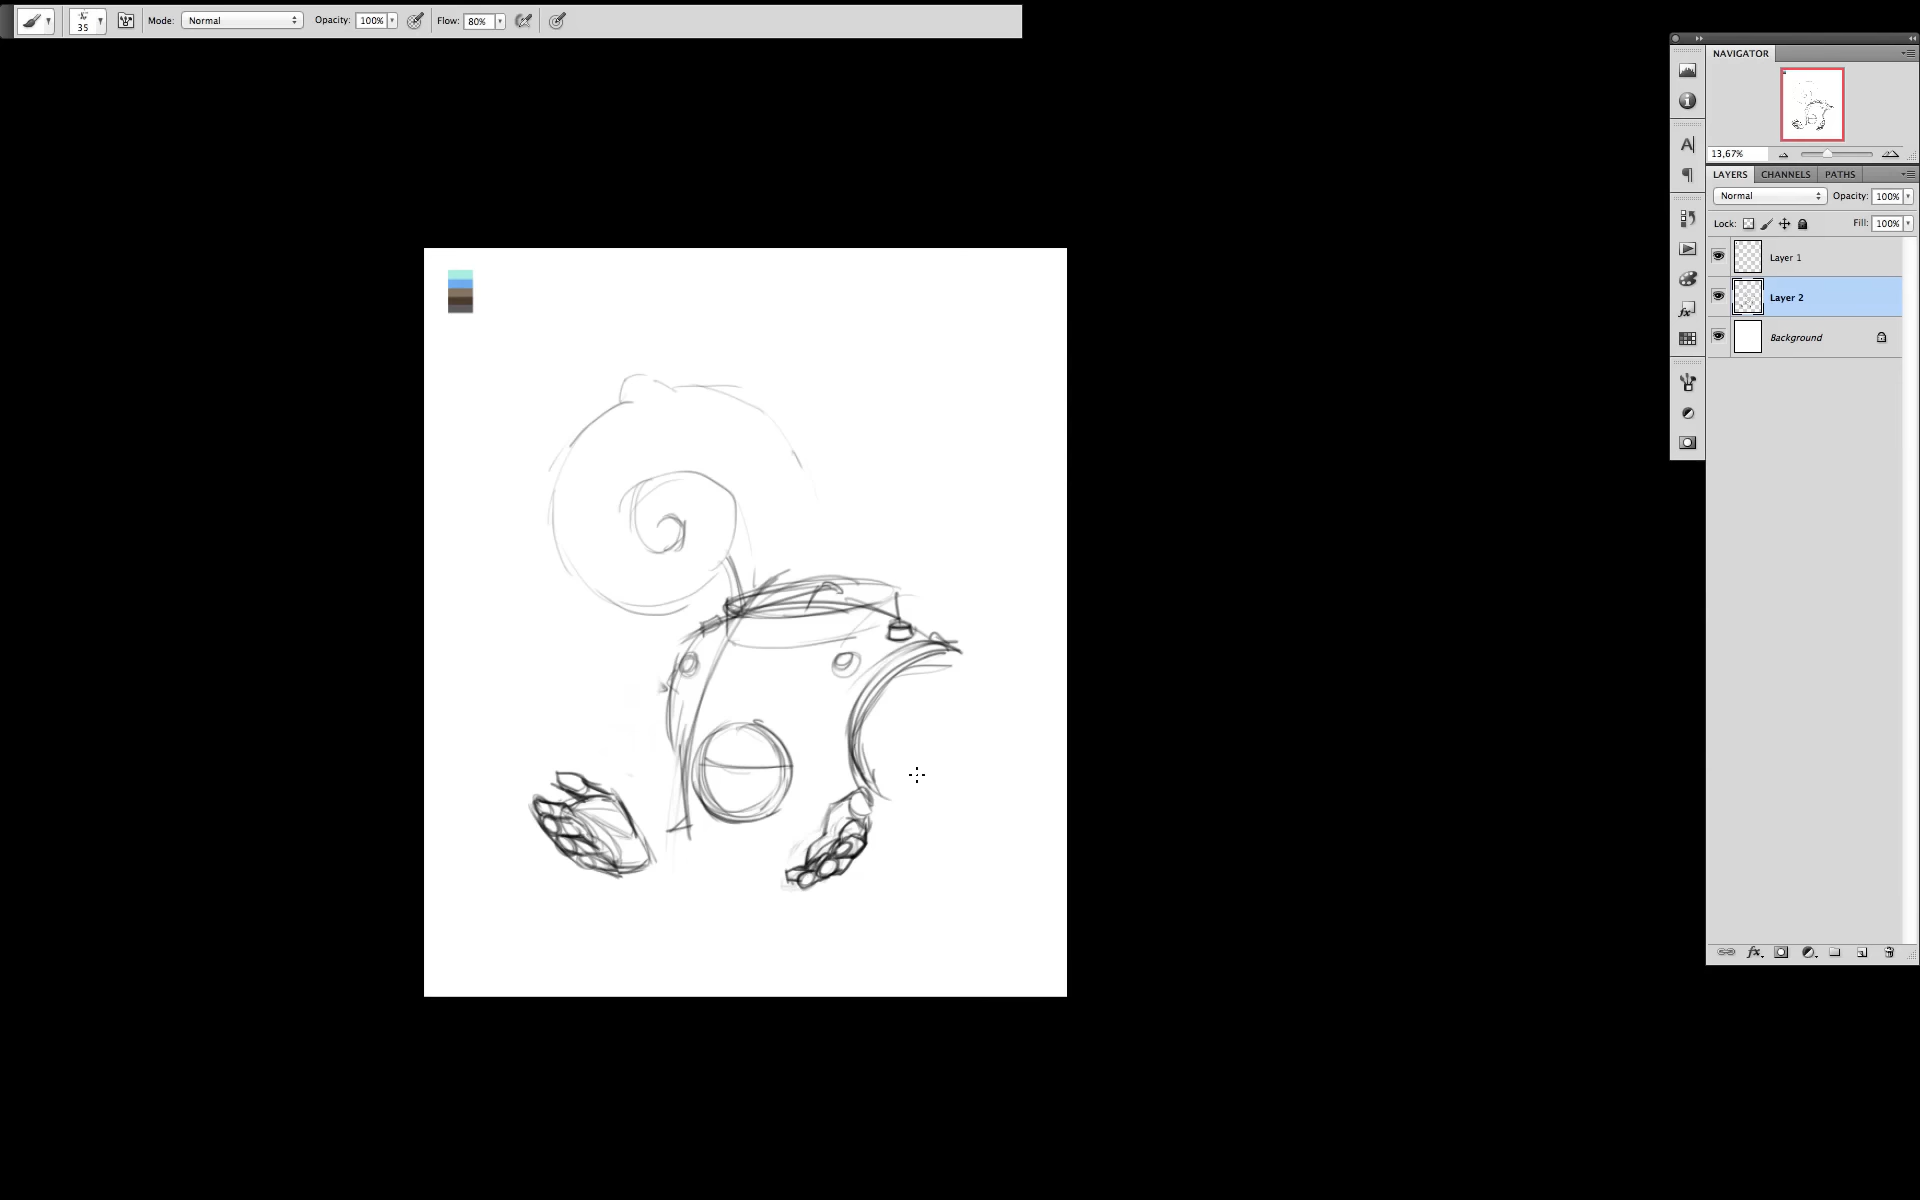 35 Mode: Normal Opacity: 100% Flow: 80%
NAVIGATOR
13,67%
LAYERS CHANNELS PATHS
Normal Opacity: 100%
Lock: Fill: 100%
Layer 1
Layer 2
Background